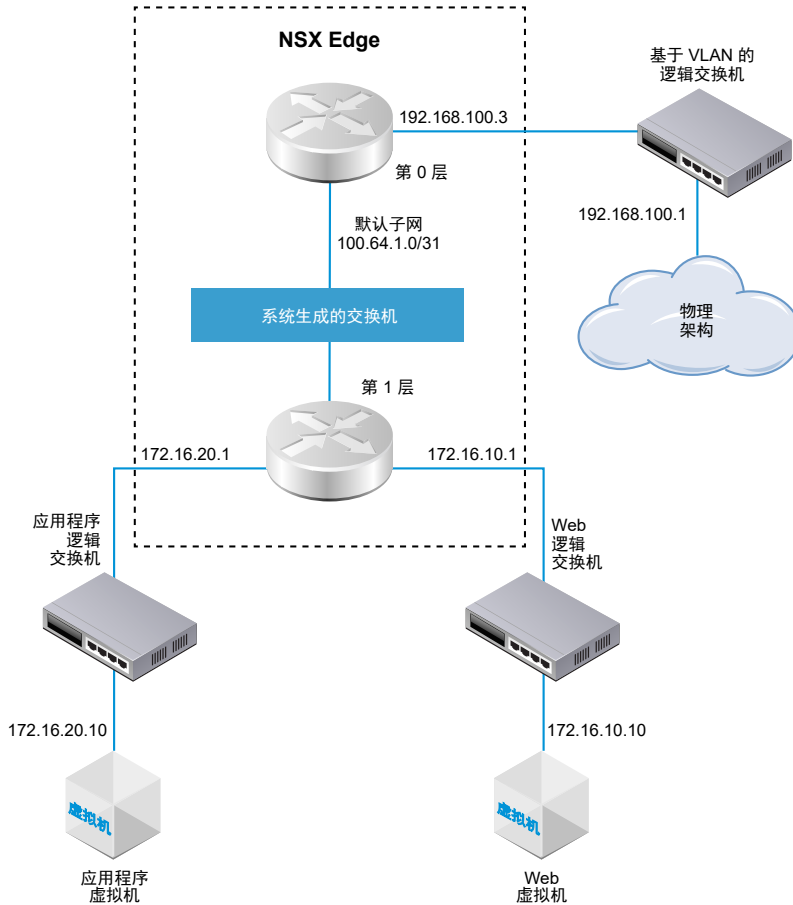 NSX Edge
基于 VLAN 的
逻辑交换机
192.168.100.3
第 0 层
192.168.100.1
默认子网
100.64.1.0/31
系统生成的交换机
物理
架构
第 1 层
172.16.20.1
172.16.10.1
应用程序
逻辑
交换机
Web
逻辑
交换机
172.16.20.10
172.16.10.10
虚拟机
虚拟机
应用程序
虚拟机
Web
虚拟机